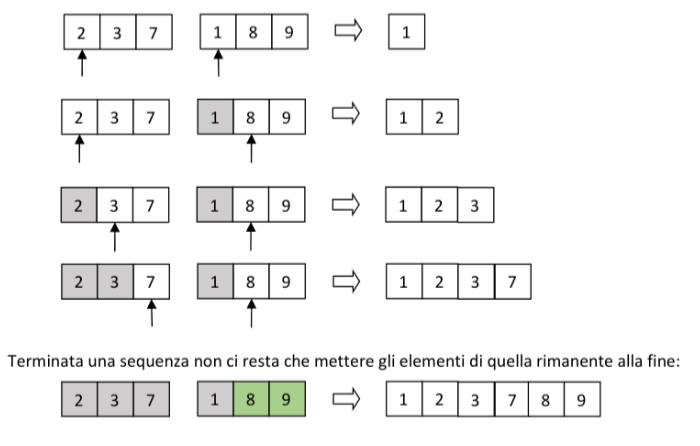 2 3 7 1 8 9 1
2 3 7 1 8 9 1 2
2 3 7 1 8 9 1 2 3
2 3 7 1 8 9 1 2 3 7
Terminata una sequenza non ci resta che mettere gli elementi di quella rimanente alla fine:
2 3 7 1 8 9 1 2 3 7 8 9